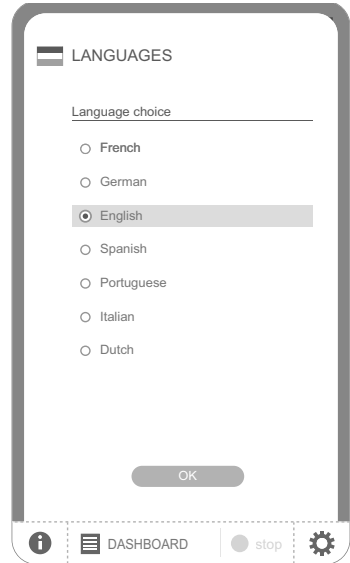 LANGUAGES
Language choice
French
German
English
Spanish
Portuguese
Italian
Dutch
OK
DASHBOARD
stop